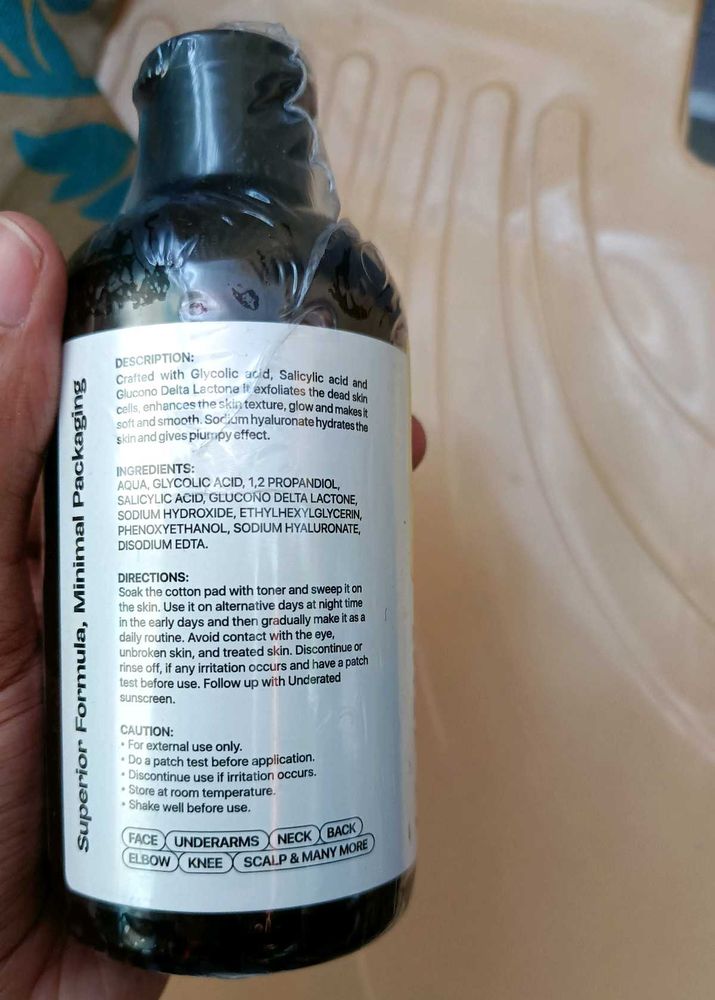 Superior Formula, Minimal Packaging
DESCRIPTION:
Crafted with Glycolic acid, Salicylic acid and
Glucono Delta Lactone It exfoliates the dead skin
cells, enhances the skin texture, glow and makes it
soft and smooth. Sodium hyaluronate hydrates the
skin and gives plumpy effect.
INGREDIENTS:
AQUA, GLYCOLIC ACID, 1,2 PROPANDIOL,
SALICYLIC ACID, GLUCONO DELTA LACTONE,
SODIUM HYDROXIDE, ETHYLHEXYLGLYCERIN,
PHENOXYETHANOL, SODIUM HYALURONATE,
DISODIUM EDTA.
DIRECTIONS:
Soak the cotton pad with toner and sweep it on
the skin. Use it on alternative days at night time
in the early days and then gradually make it as a
daily routine. Avoid contact with the eye,
unbroken skin, and treated skin. Discontinue or
rinse off, if any irritation occurs and have a patch
test before use. Follow up with Underated
sunscreen.
CAUTION:
• For external use only.
• Do a patch test before application.
• Discontinue use if irritation occurs.
• Store at room temperature.
• Shake well before use.
FACE UNDERARMS NECK BACK
ELBOW KNEE SCALP & MANY MORE